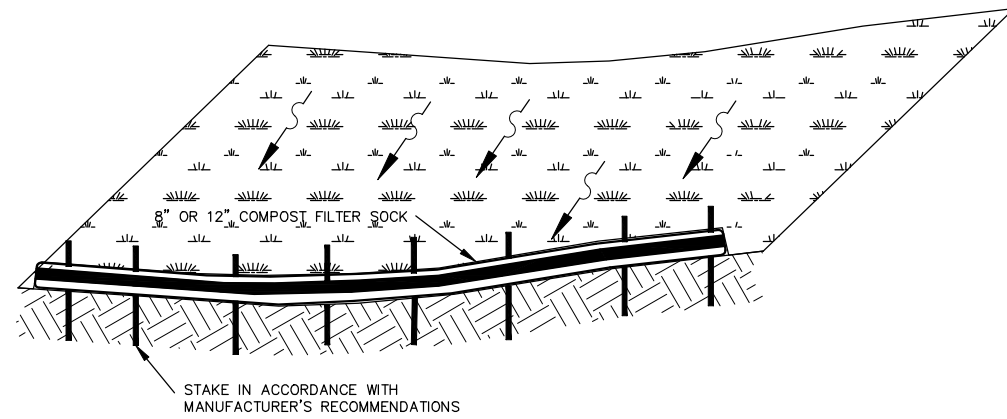 8" OR 12" COMPOST FILTER SOCK
STAKE IN ACCORDANCE WITH
MANUFACTURER'S RECOMMENDATIONS